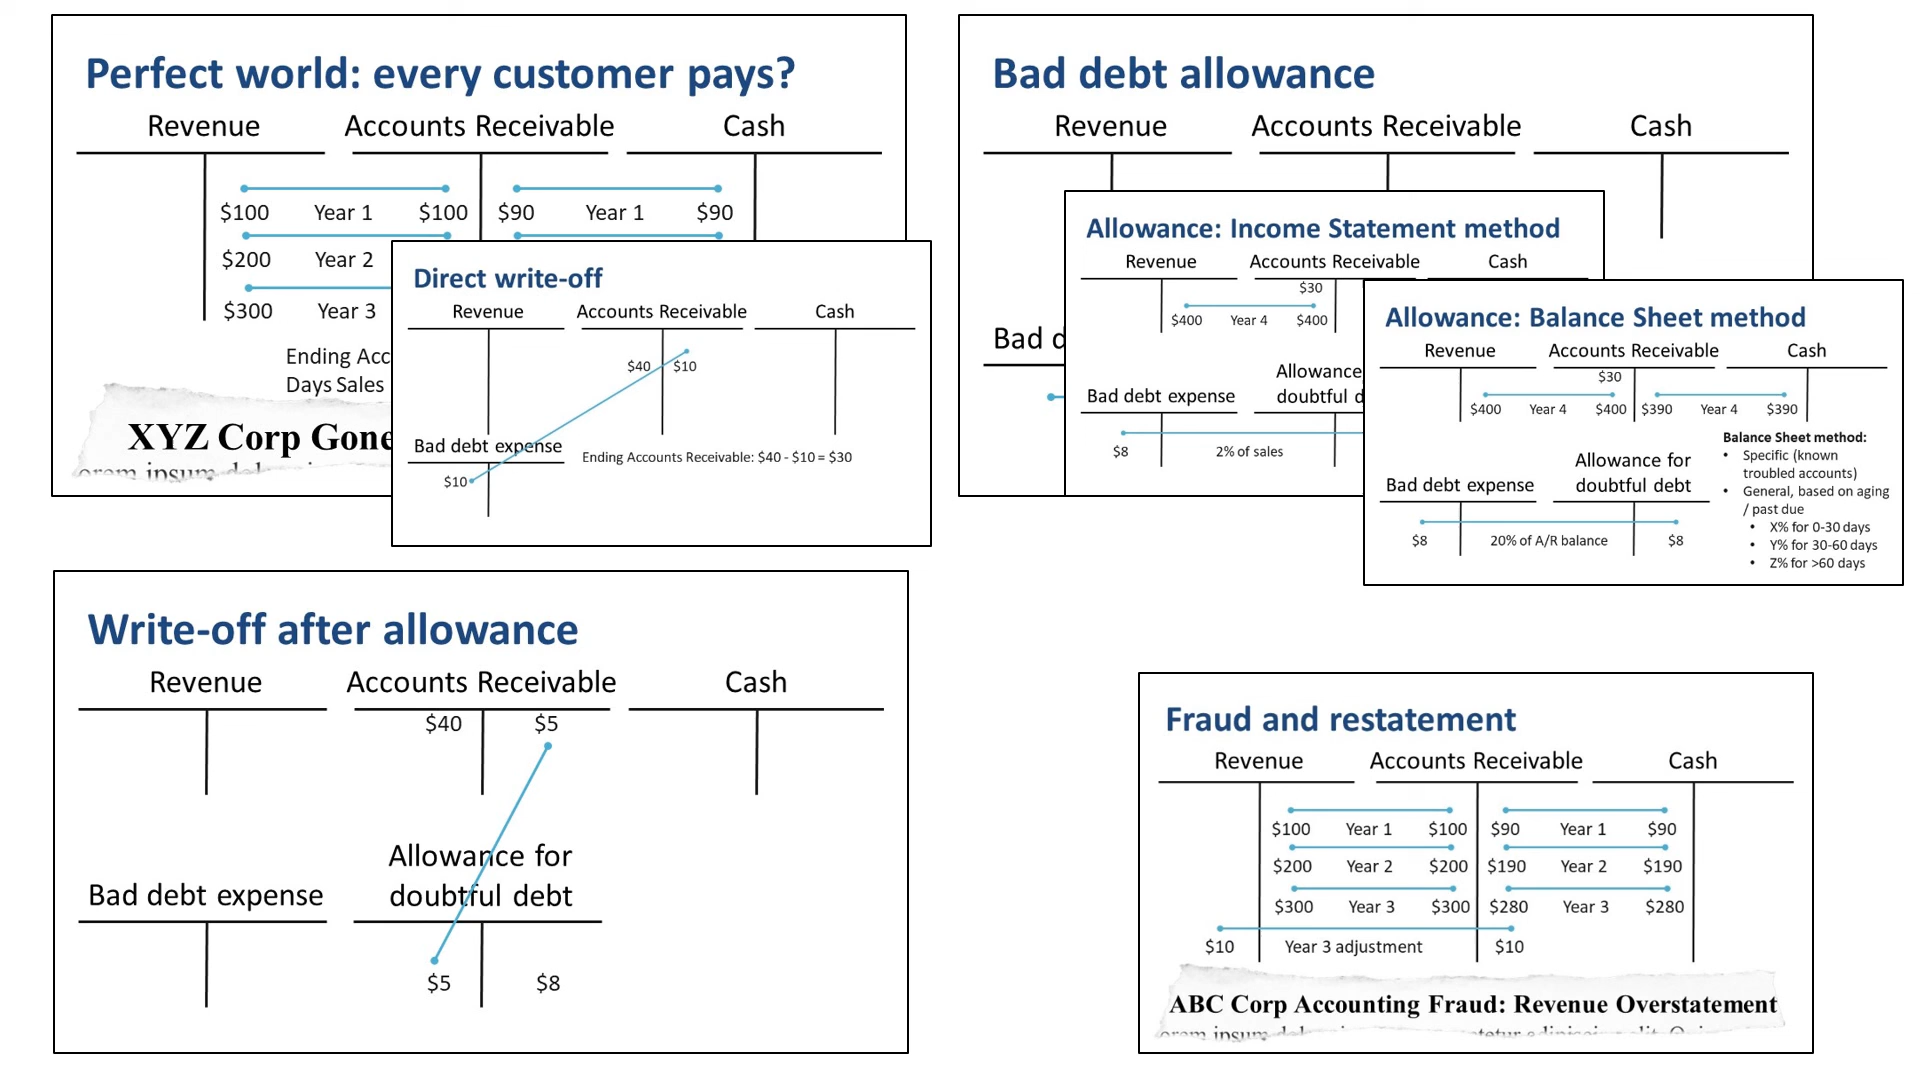 Perfect world: every customer pays?
Revenue Accounts Receivable Cash
$100 Year 1 $100 $90 Year 1 $90
$200 Year 2
$300 Year 3
Ending Acc
Days Sales
XYZ Corp Gone
Direct write-off
Revenue Accounts Receivable Cash
$40 $10
Bad debt expense
Ending Accounts Receivable: $40 - $10 = $30
$10
Bad debt allowance
Revenue Accounts Receivable Cash
Bad d
Allowance: Income Statement method
Revenue Accounts Receivable Cash
$30
$400 Year 4 $400
Allowance
Bad debt expense doubtful d
$8 2% of sales
Allowance: Balance Sheet method
Revenue Accounts Receivable Cash
$30
$400 Year 4 $400 $390 Year 4 $390
Balance Sheet method:
• Specific (known
troubled accounts)
• General, based on aging
/ past due
• X% for 0-30 days
• Y% for 30-60 days
• Z% for >60 days
Allowance for
Bad debt expense doubtful debt
$8 20% of A/R balance $8
Write-off after allowance
Revenue Accounts Receivable Cash
$40 $5
Allowance for
Bad debt expense doubtful debt
$5 $8
Fraud and restatement
Revenue Accounts Receivable Cash
$100 Year 1 $100 $90 Year 1 $90
$200 Year 2 $200 $190 Year 2 $190
$300 Year 3 $300 $280 Year 3 $280
$10 Year 3 adjustment $10
ABC Corp Accounting Fraud: Revenue Overstatement